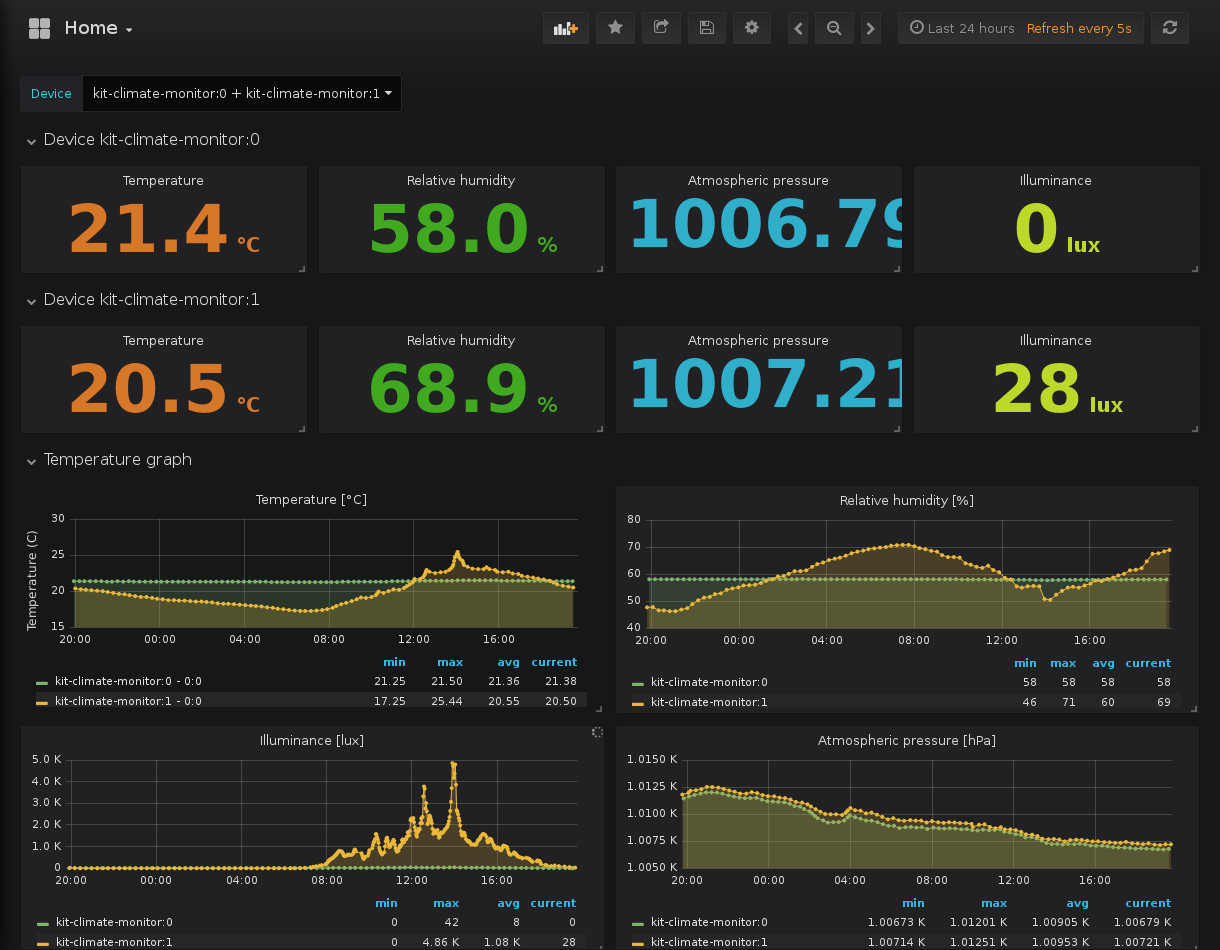 Home
Last 24 hours Refresh every 5s
Device kit-climate-monitor:0 + kit-climate-monitor:1
Device kit-climate-monitor:0
Temperature Relative humidity Atmospheric pressure Illuminance
21.4 °C 58.0 % 1006.79 0 lux
Device kit-climate-monitor:1
Temperature Relative humidity Atmospheric pressure Illuminance
20.5 °C 68.9 % 1007.21 28 lux
Temperature graph
Temperature [°C]
Temperature (C)
30
25
20
15
20:00 00:00 04:00 08:00 12:00 16:00
min max avg current
kit-climate-monitor:0 - 0:0 21.25 21.50 21.36 21.38
kit-climate-monitor:1 - 0:0 17.25 25.44 20.55 20.50
Relative humidity [%]
80
70
60
50
40
20:00 00:00 04:00 08:00 12:00 16:00
min max avg current
kit-climate-monitor:0 58 58 58 58
kit-climate-monitor:1 46 71 60 69
Illuminance [lux]
5.0 K
4.0 K
3.0 K
2.0 K
1.0 K
0
20:00 00:00 04:00 08:00 12:00 16:00
min max avg current
kit-climate-monitor:0 0 42 8 0
kit-climate-monitor:1 0 4.86 K 1.08 K 28
Atmospheric pressure [hPa]
1.0150 K
1.0125 K
1.0100 K
1.0075 K
1.0050 K
20:00 00:00 04:00 08:00 12:00 16:00
min max avg current
kit-climate-monitor:0 1.00673 K 1.01201 K 1.00905 K 1.00679 K
kit-climate-monitor:1 1.00714 K 1.01251 K 1.00953 K 1.00721 K